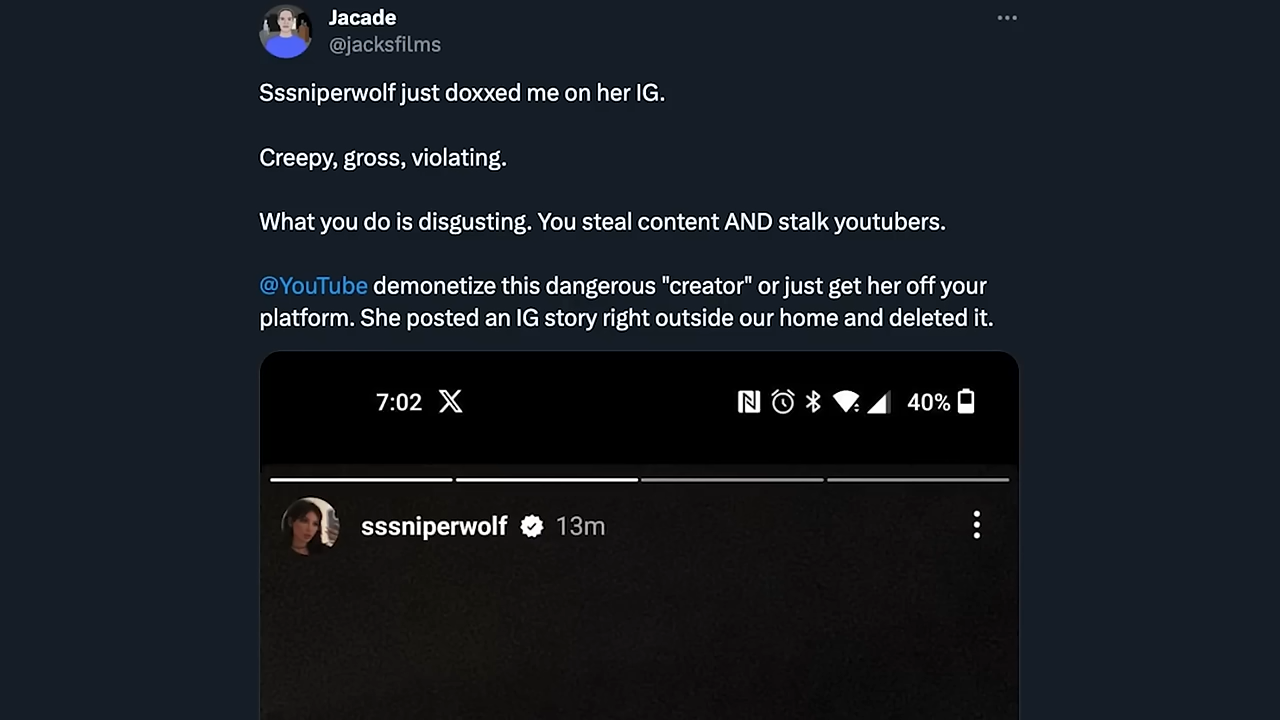 Jacade
@jacksfilms
Sssniperwolf just doxxed me on her IG.
Creepy, gross, violating.
What you do is disgusting. You steal content AND stalk youtubers.
@YouTube demonetize this dangerous "creator" or just get her off your
platform. She posted an IG story right outside our home and deleted it.
7:02 40%
sssniperwolf 13m